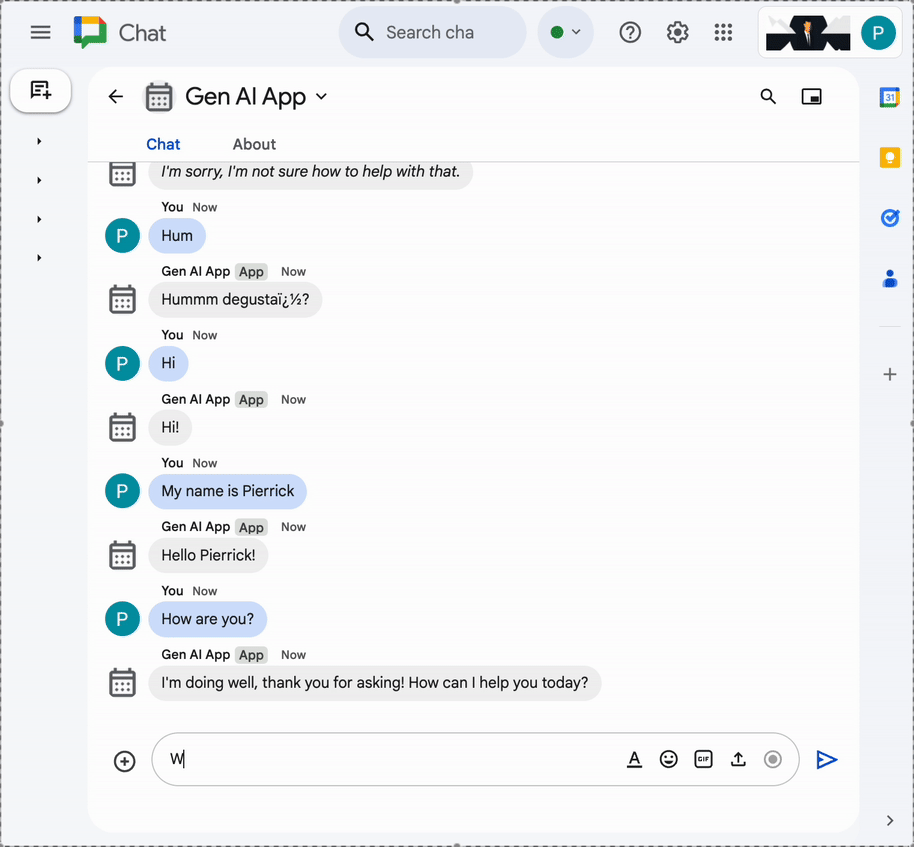 Chat
Search cha
P
Gen AI App
31
Chat
About
I'm sorry, I'm not sure how to help with that.
You Now
P
Hum
Gen AI App App Now
Hummm degustaï¿½?
You Now
P
Hi
Gen AI App App Now
Hi!
You Now
P
My name is Pierrick
Gen AI App App Now
Hello Pierrick!
You Now
P
How are you?
Gen AI App App Now
I'm doing well, thank you for asking! How can I help you today?
W
A
GIF